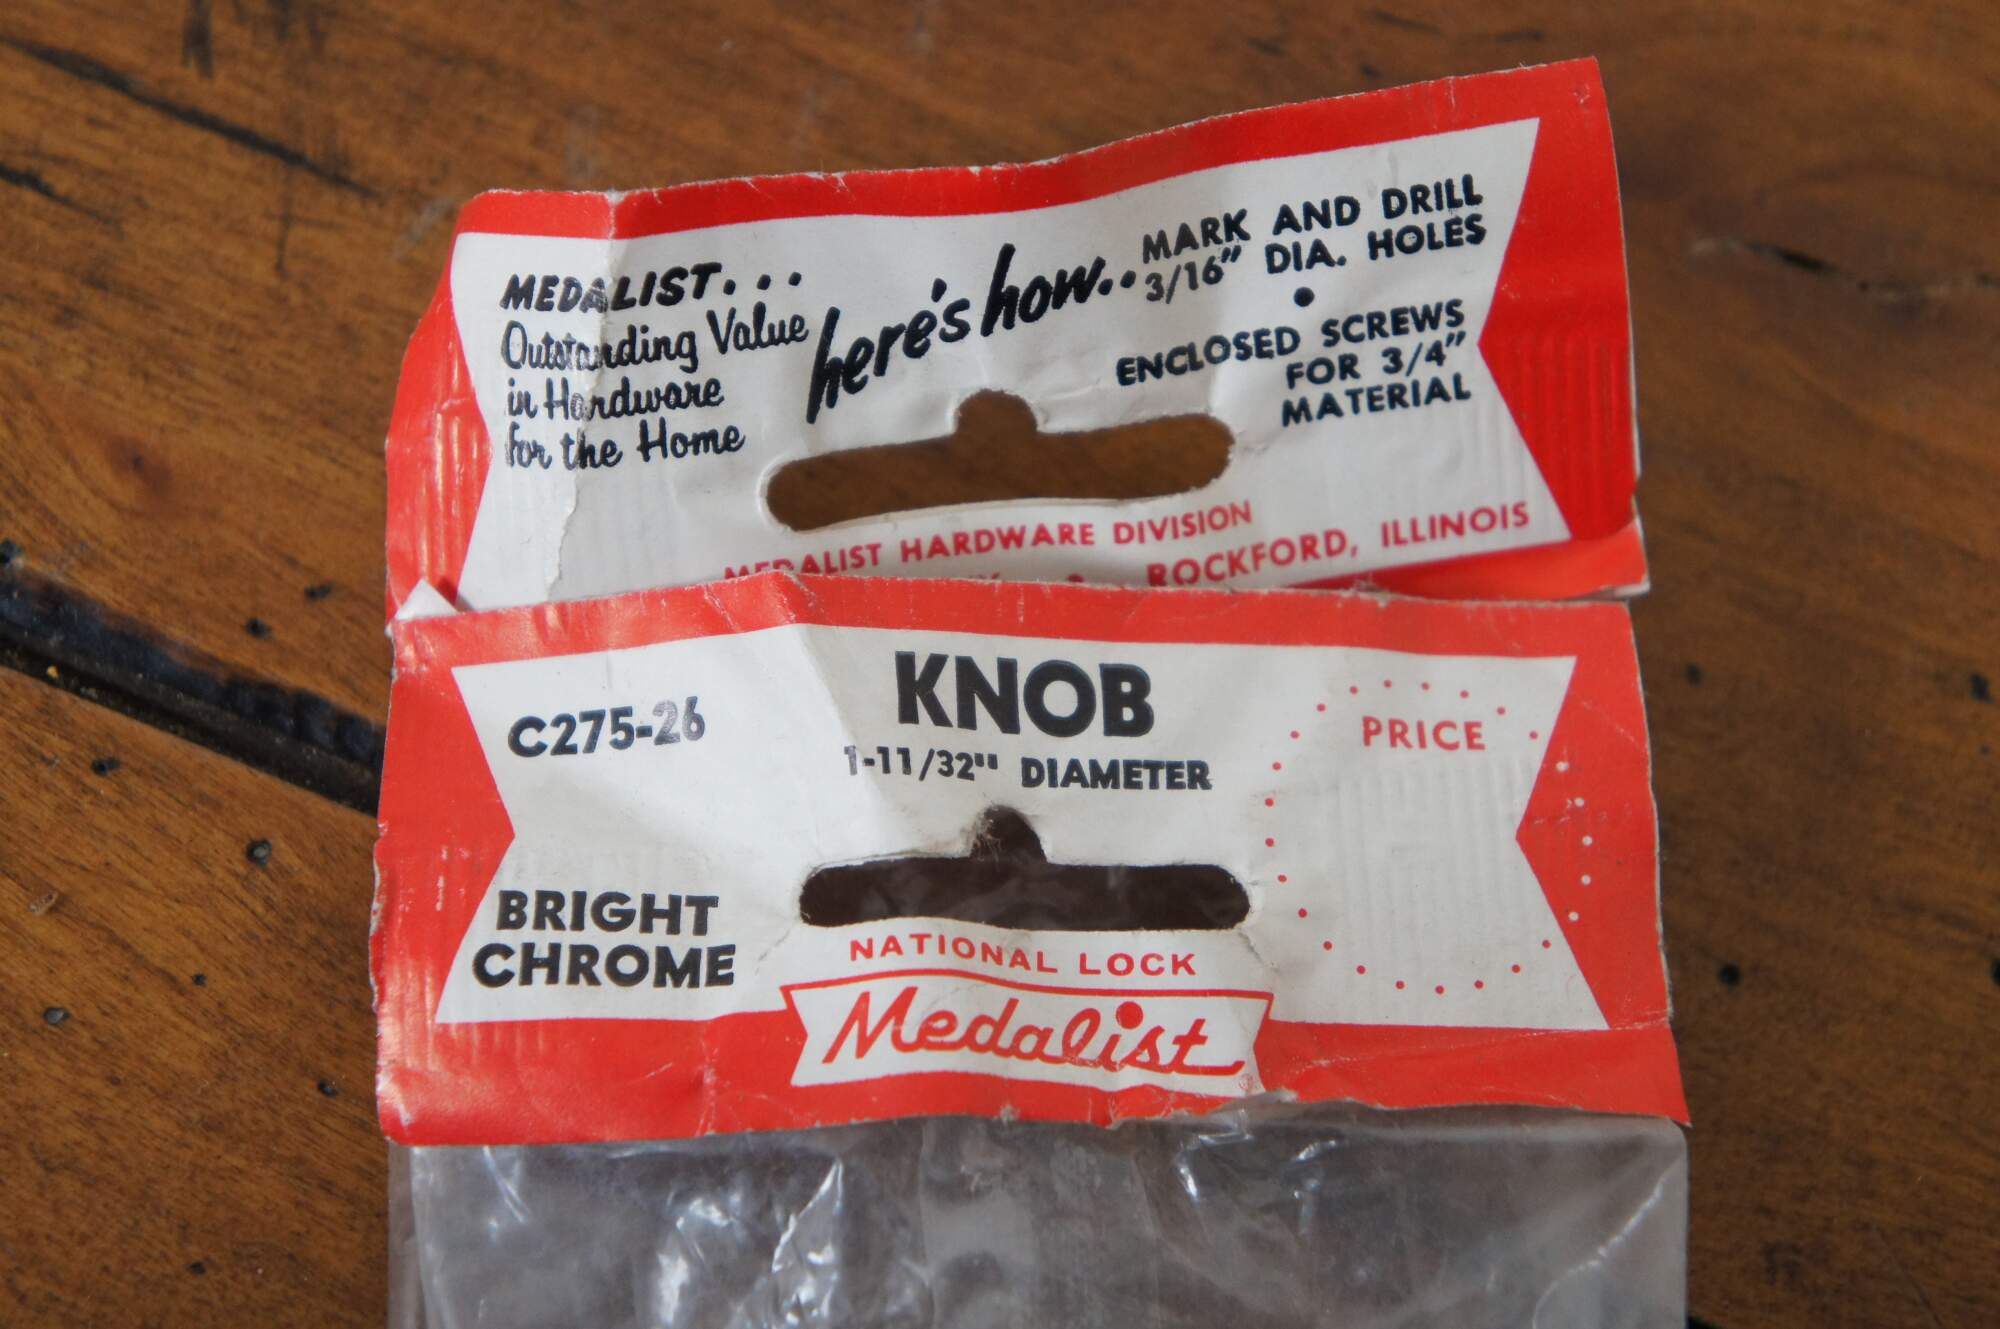 MEDALIST...
Outstanding Value
in Hardware
for the Home
here's how..
MARK AND DRILL
3/16" DIA. HOLES
•
ENCLOSED SCREWS
FOR 3/4"
MATERIAL
MEDALIST HARDWARE DIVISION
• ROCKFORD, ILLINOIS
C275-26
KNOB
1-11/32" DIAMETER
PRICE
BRIGHT
CHROME
NATIONAL LOCK
Medalist